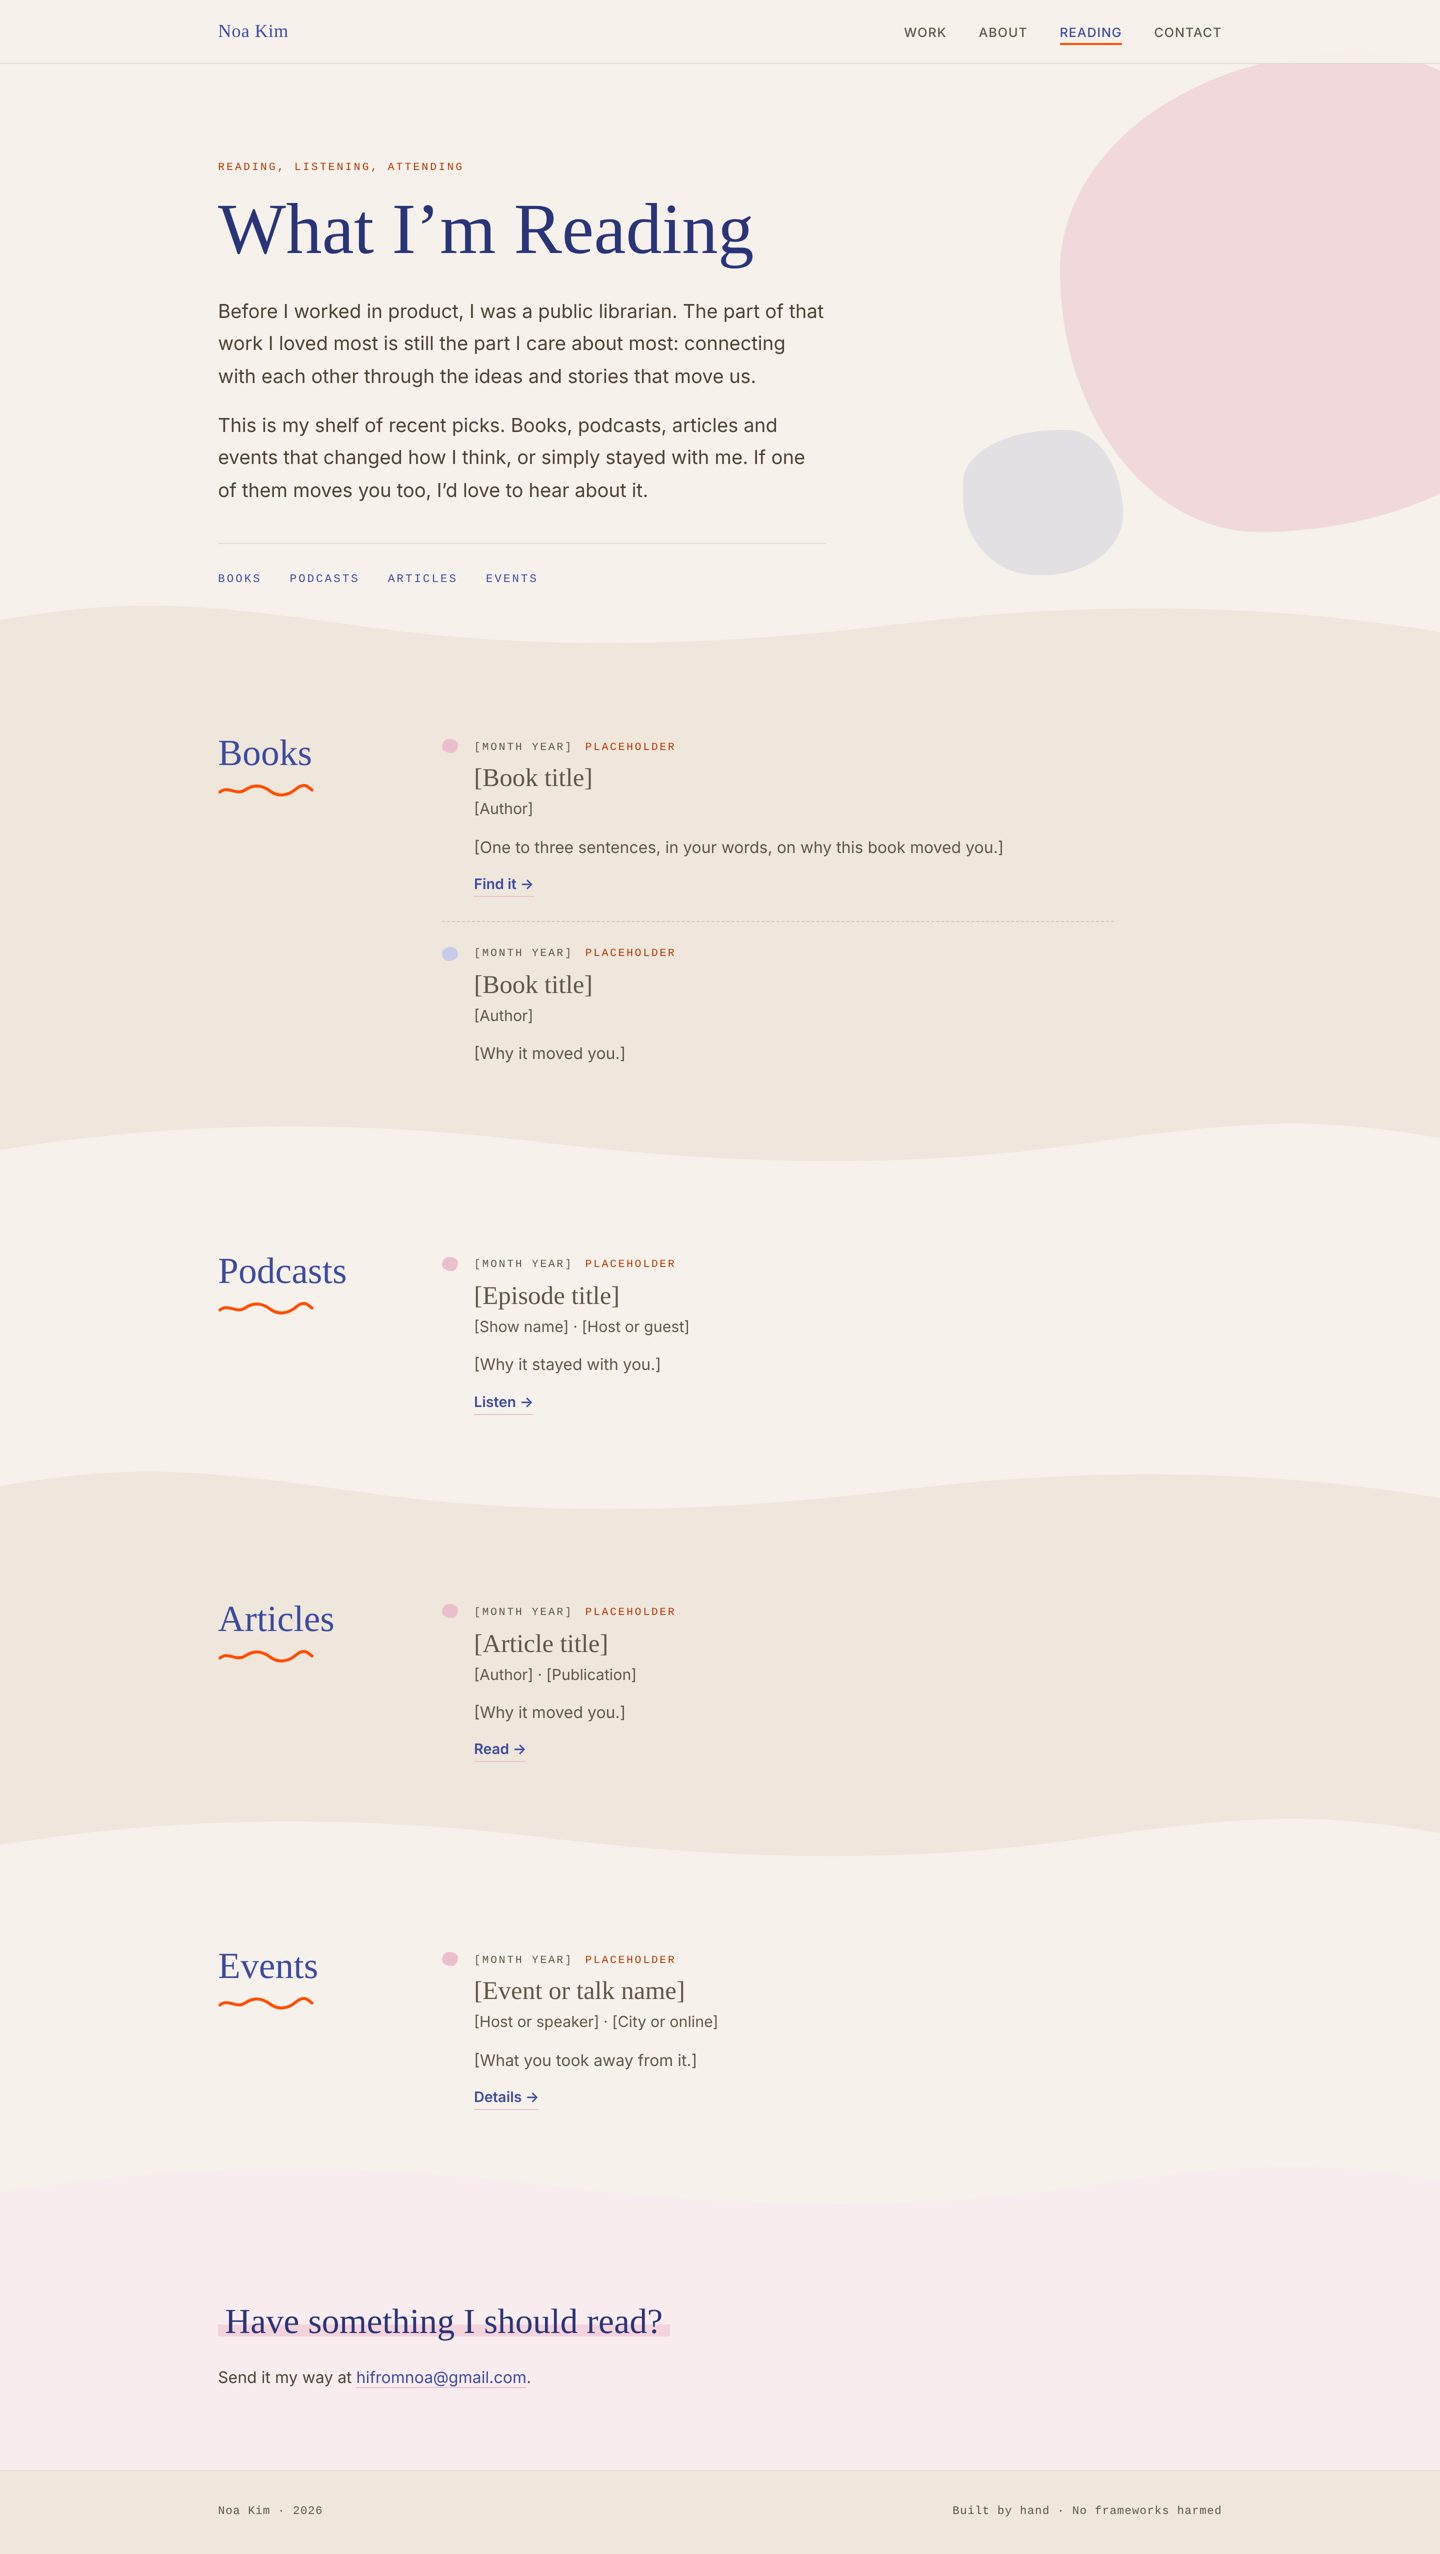 Noa Kim
WORK ABOUT READING CONTACT
READING, LISTENING, ATTENDING
What I’m Reading
Before I worked in product, I was a public librarian. The part of that
work I loved most is still the part I care about most: connecting
with each other through the ideas and stories that move us.
This is my shelf of recent picks. Books, podcasts, articles and
events that changed how I think, or simply stayed with me. If one
of them moves you too, I’d love to hear about it.
BOOKS PODCASTS ARTICLES EVENTS
Books
[MONTH YEAR] PLACEHOLDER
[Book title]
[Author]
[One to three sentences, in your words, on why this book moved you.]
Find it →
[MONTH YEAR] PLACEHOLDER
[Book title]
[Author]
[Why it moved you.]
Podcasts
[MONTH YEAR] PLACEHOLDER
[Episode title]
[Show name] · [Host or guest]
[Why it stayed with you.]
Listen →
Articles
[MONTH YEAR] PLACEHOLDER
[Article title]
[Author] · [Publication]
[Why it moved you.]
Read →
Events
[MONTH YEAR] PLACEHOLDER
[Event or talk name]
[Host or speaker] · [City or online]
[What you took away from it.]
Details →
Have something I should read?
Send it my way at hifromnoa@gmail.com.
Noa Kim · 2026
Built by hand · No frameworks harmed